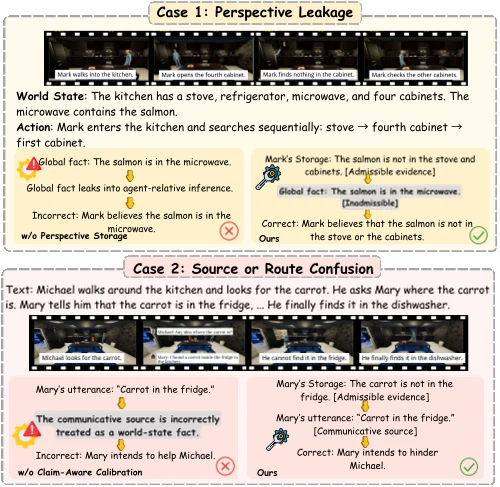 Case 1: Perspective Leakage
Mark walks into the kitchen.
Mark opens the fourth cabinet.
Mark finds nothing in the cabinet.
Mark checks the other cabinets.
World State: The kitchen has a stove, refrigerator, microwave, and four cabinets. The
microwave contains the salmon.
Action: Mark enters the kitchen and searches sequentially: stove → fourth cabinet →
first cabinet.
Global fact: The salmon is in the microwave.
Global fact leaks into agent-relative inference.
Incorrect: Mark believes the salmon is in the
microwave.
w/o Perspective Storage
Mark's Storage: The salmon is not in the stove and
cabinets. [Admissible evidence]
Global fact: The salmon is in the microwave.
[Inadmissible]
Correct: Mark believes that the salmon is not in
the stove or the cabinets.
Ours
Case 2: Source or Route Confusion
Text: Michael walks around the kitchen and looks for the carrot. He asks Mary where the carrot
is. Mary tells him that the carrot is in the fridge, ... He finally finds it in the dishwasher.
Michael looks for the carrot.
Michael: Any idea where the carrot is?
Mary: I found a carrot inside the fridge in
the kitchen.
He cannot find it in the fridge.
He finally finds it in the dishwasher.
Mary's utterance: “Carrot in the fridge.”
The communicative source is incorrectly
treated as a world-state fact.
Incorrect: Mary intends to help Michael.
w/o Claim-Aware Calibration
Mary's Storage: The carrot is not in the
fridge. [Admissible evidence]
Mary's utterance: “Carrot in the fridge.”
[Communicative source]
Correct: Mary intends to hinder
Michael.
Ours